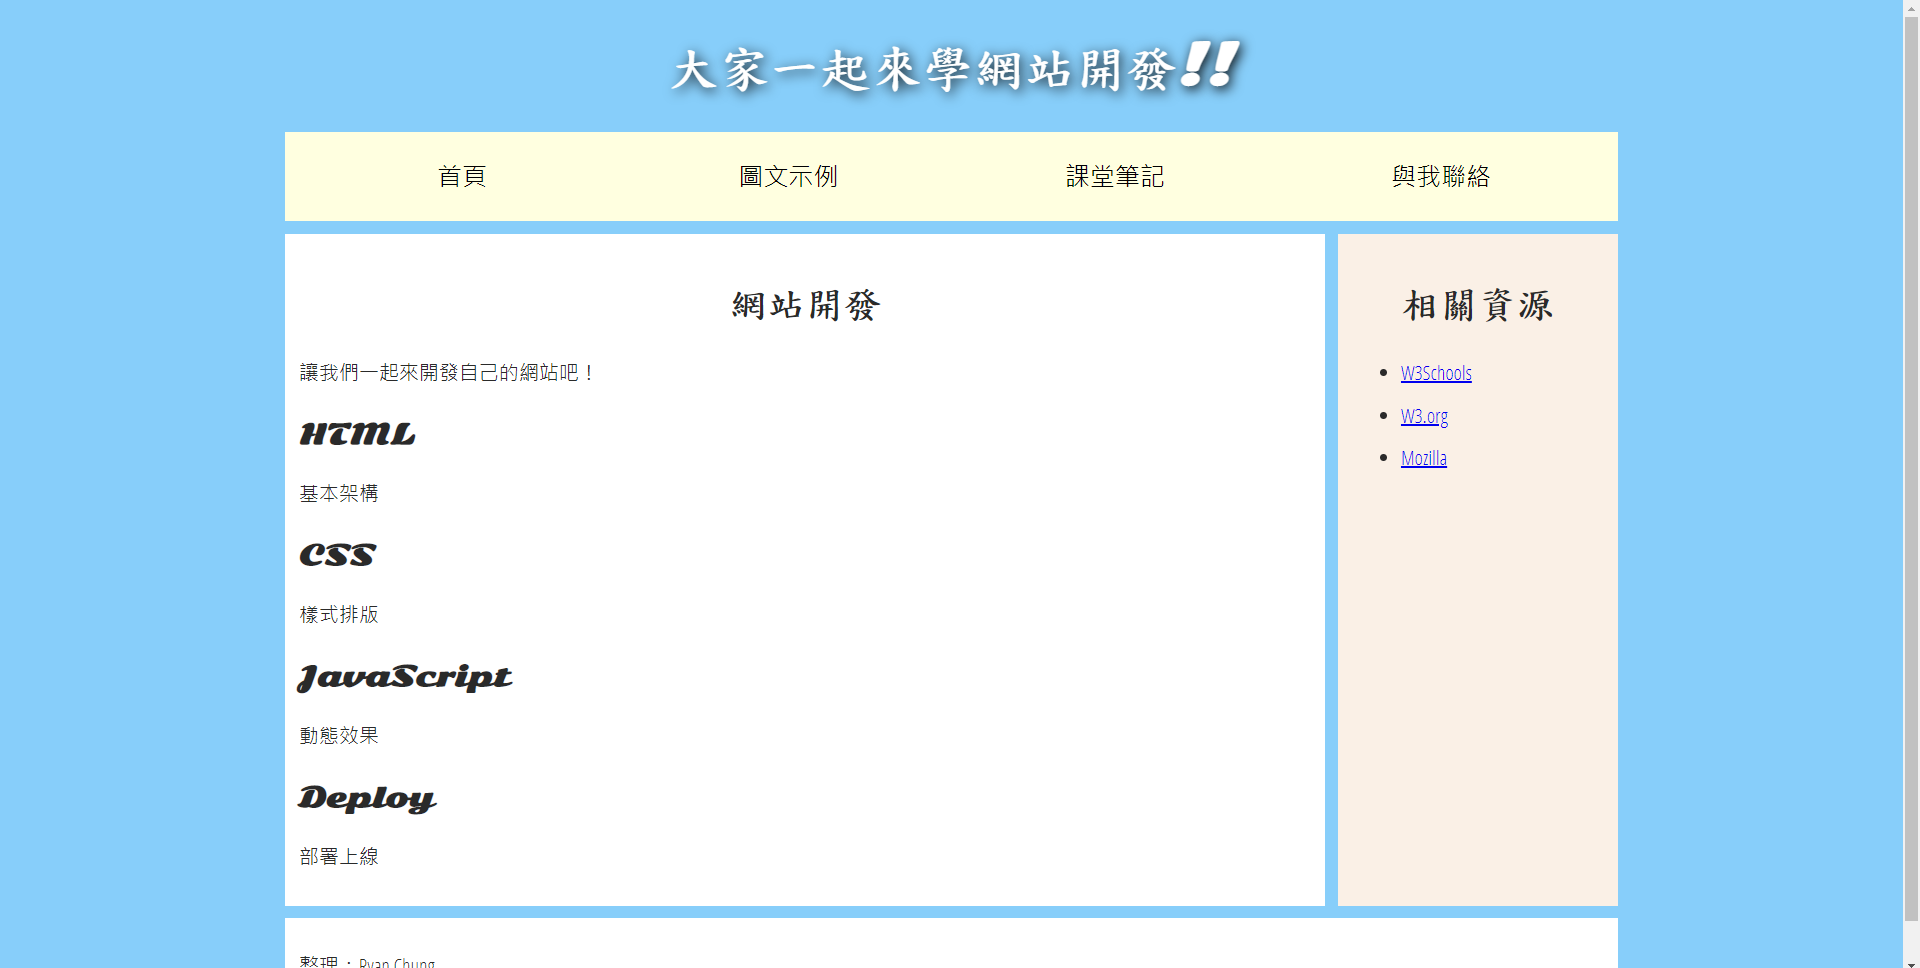 大家一起來學網站開發!!
首頁 圖文示例 課堂筆記 與我聯絡
網站開發
讓我們一起來開發自己的網站吧！
HTML
基本架構
CSS
樣式排版
JavaScript
動態效果
Deploy
部署上線
相關資源
W3Schools
W3.org
Mozilla
整理：Ryan Chung